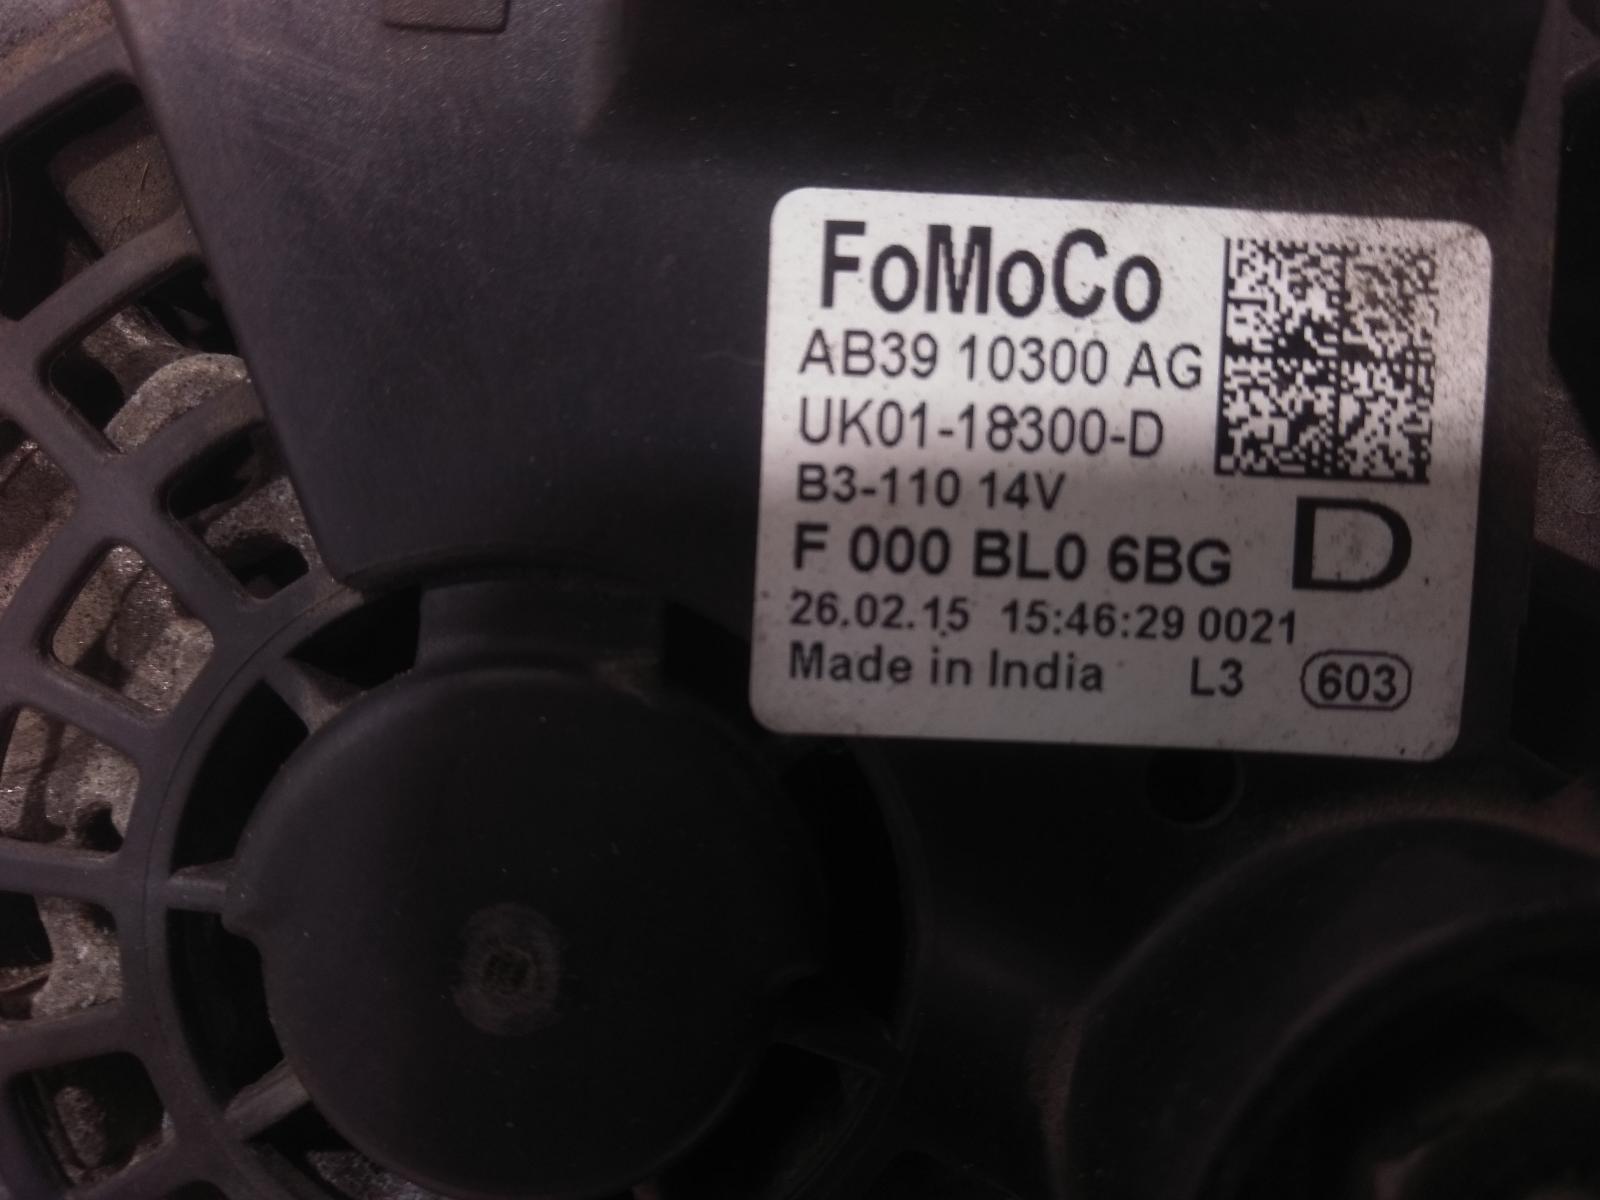 FoMoCo
AB39 10300 AG
UK01-18300-D
B3-110 14V
F 000 BL0 6BG D
26.02.15 15:46:29 0021
Made in India L3 603